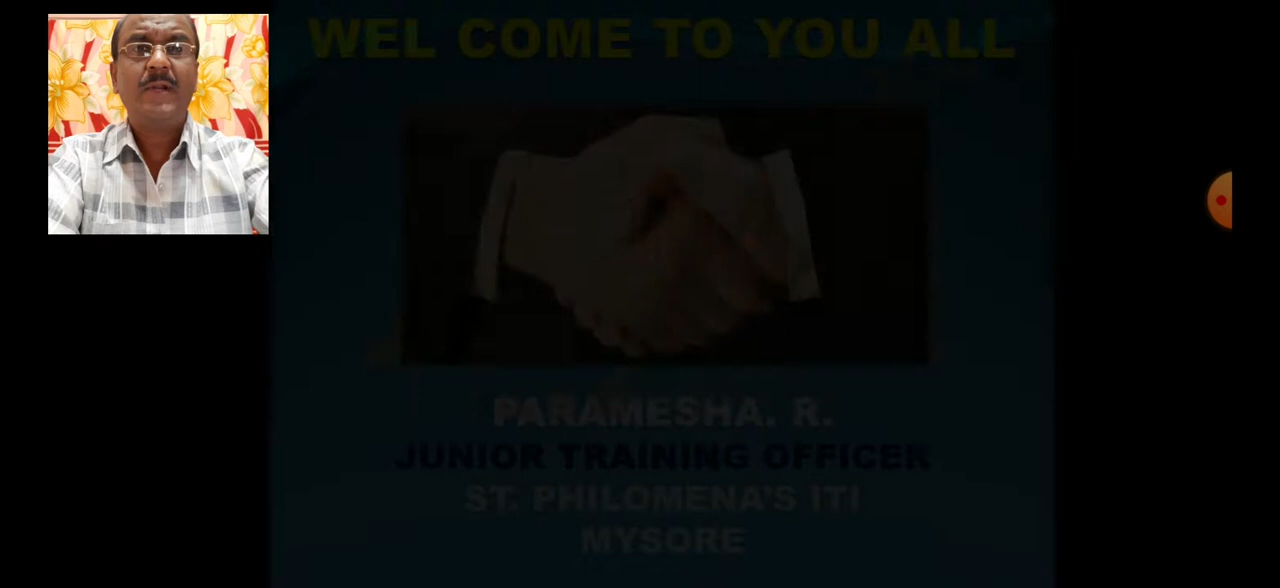 WEL COME TO YOU ALL
PARAMESHA. R.
JUNIOR TRAINING OFFICER
ST. PHILOMENA'S ITI
MYSORE